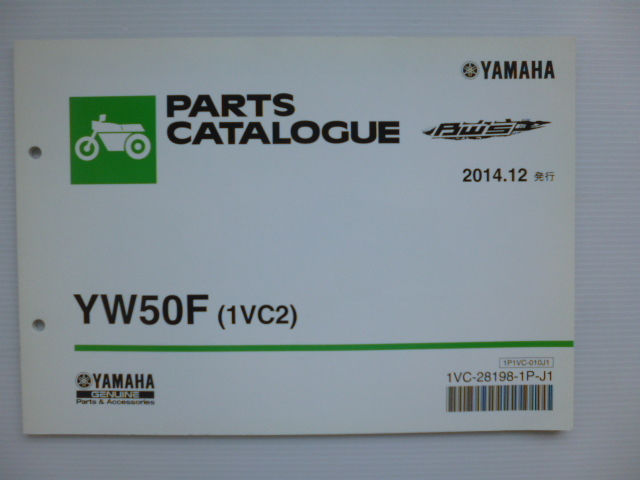 YAMAHA
PARTS
CATALOGUE
BW'S
2014.12 発行
YW50F (1VC2)
1P1VC-010J1
1VC-28198-1P-J1
YAMAHA
GENUINE
Parts & Accessories